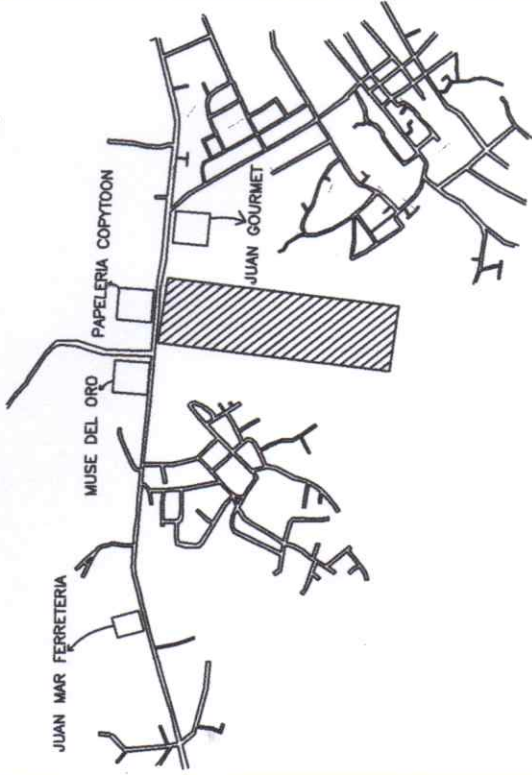 JUAN MAR FERRETERIA
MUSE DEL ORO
PAPELERIA COPYTOON
JUAN GOURMET